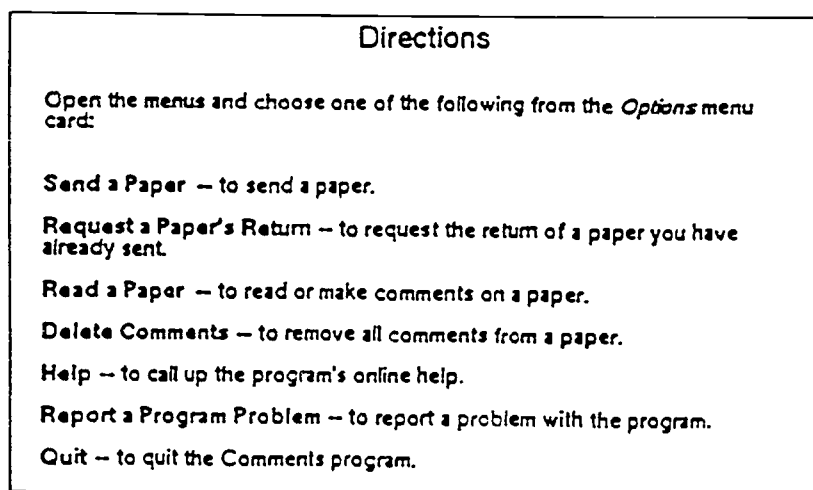 Directions
Open the menus and choose one of the following from the Options menu
card:
Send a Paper – to send a paper.
Request a Paper's Return – to request the return of a paper you have
already sent.
Read a Paper – to read or make comments on a paper.
Delete Comments – to remove all comments from a paper.
Help – to call up the program's online help.
Report a Program Problem – to report a problem with the program.
Quit – to quit the Comments program.